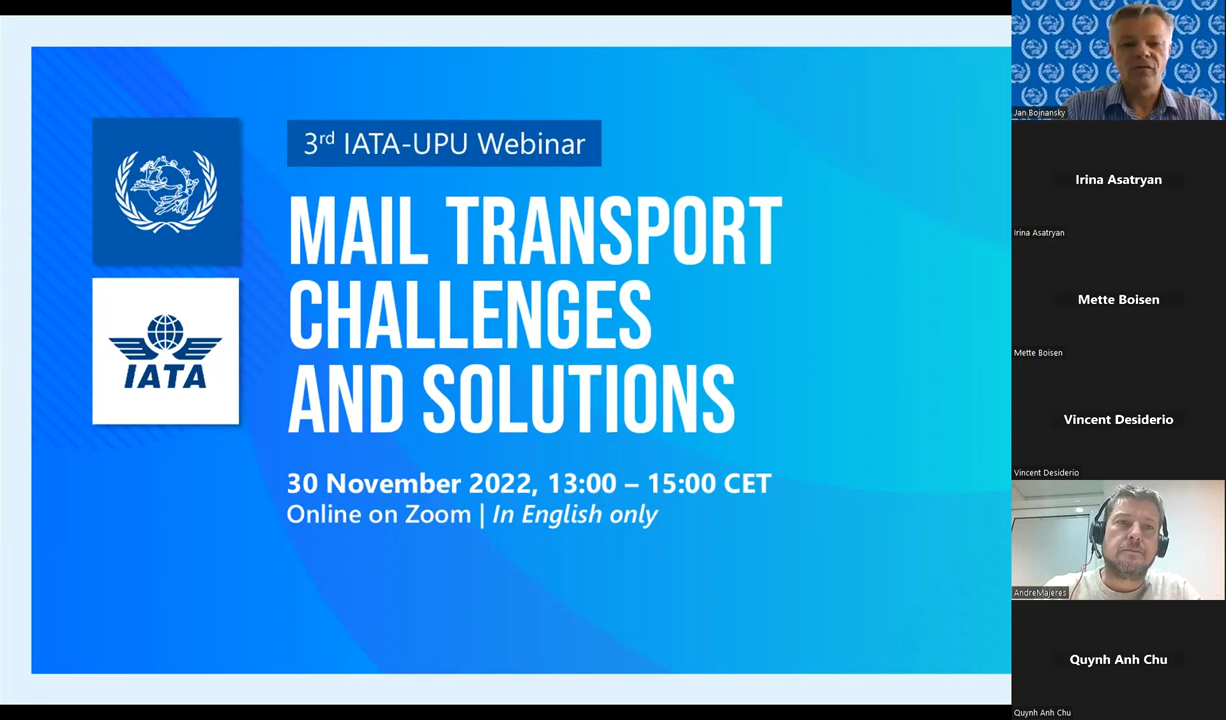 3rd IATA-UPU Webinar
MAIL TRANSPORT
CHALLENGES
AND SOLUTIONS
30 November 2022, 13:00 – 15:00 CET
Online on Zoom | In English only
IATA
Jan Bojnansky
Irina Asatryan
Irina Asatryan
Mette Boisen
Mette Boisen
Vincent Desiderio
Vincent Desiderio
AndreMajeres
Quynh Anh Chu
Quynh Anh Chu